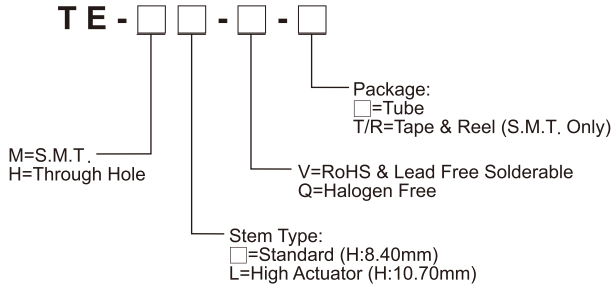 TE-□□-□-□
Package:
□=Tube
T/R=Tape & Reel (S.M.T. Only)
M=S.M.T.
H=Through Hole
V=RoHS & Lead Free Solderable
Q=Halogen Free
Stem Type:
□=Standard (H:8.40mm)
L=High Actuator (H:10.70mm)